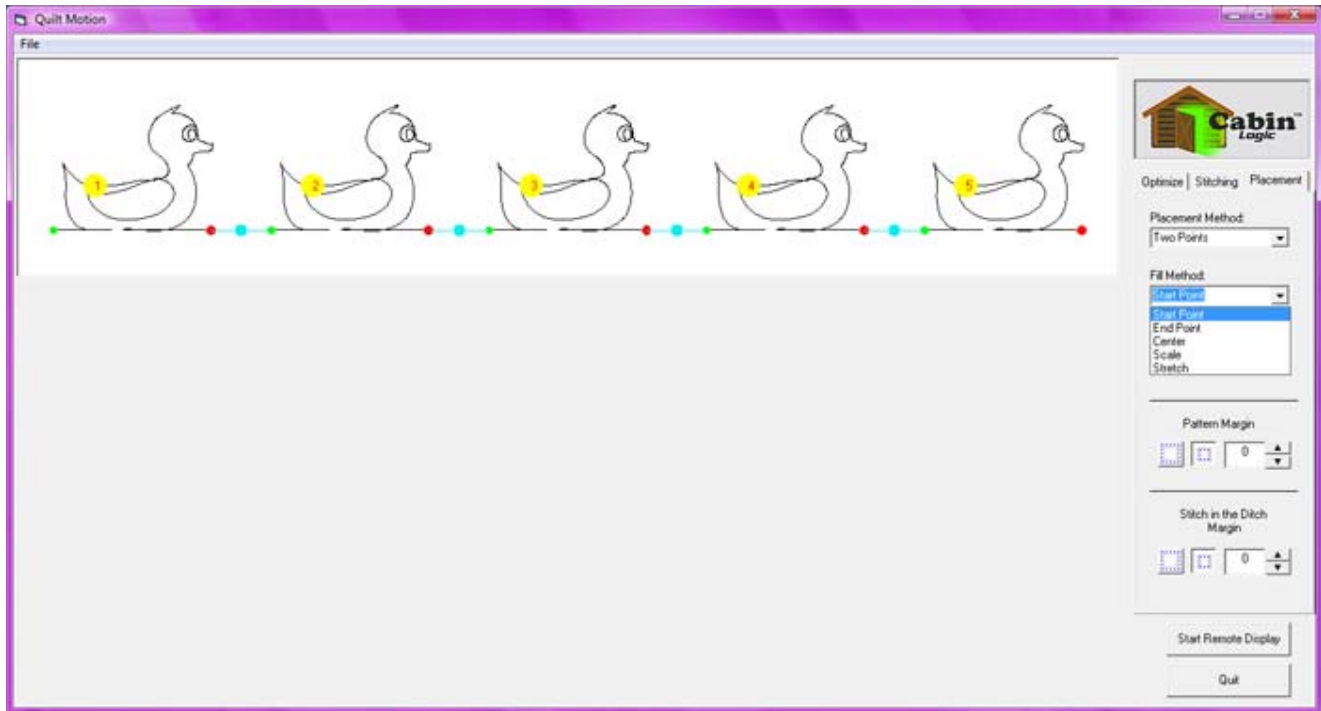 Quilt Motion
File
1
2
3
4
5
Cabin™
Logic
Optimize Stitching Placement
Placement Method:
Two Points
Fill Method:
Start Point
Start Point
End Point
Center
Scale
Stretch
Pattern Margin
0
Stitch in the Ditch
Margin
0
Start Remote Display
Quit